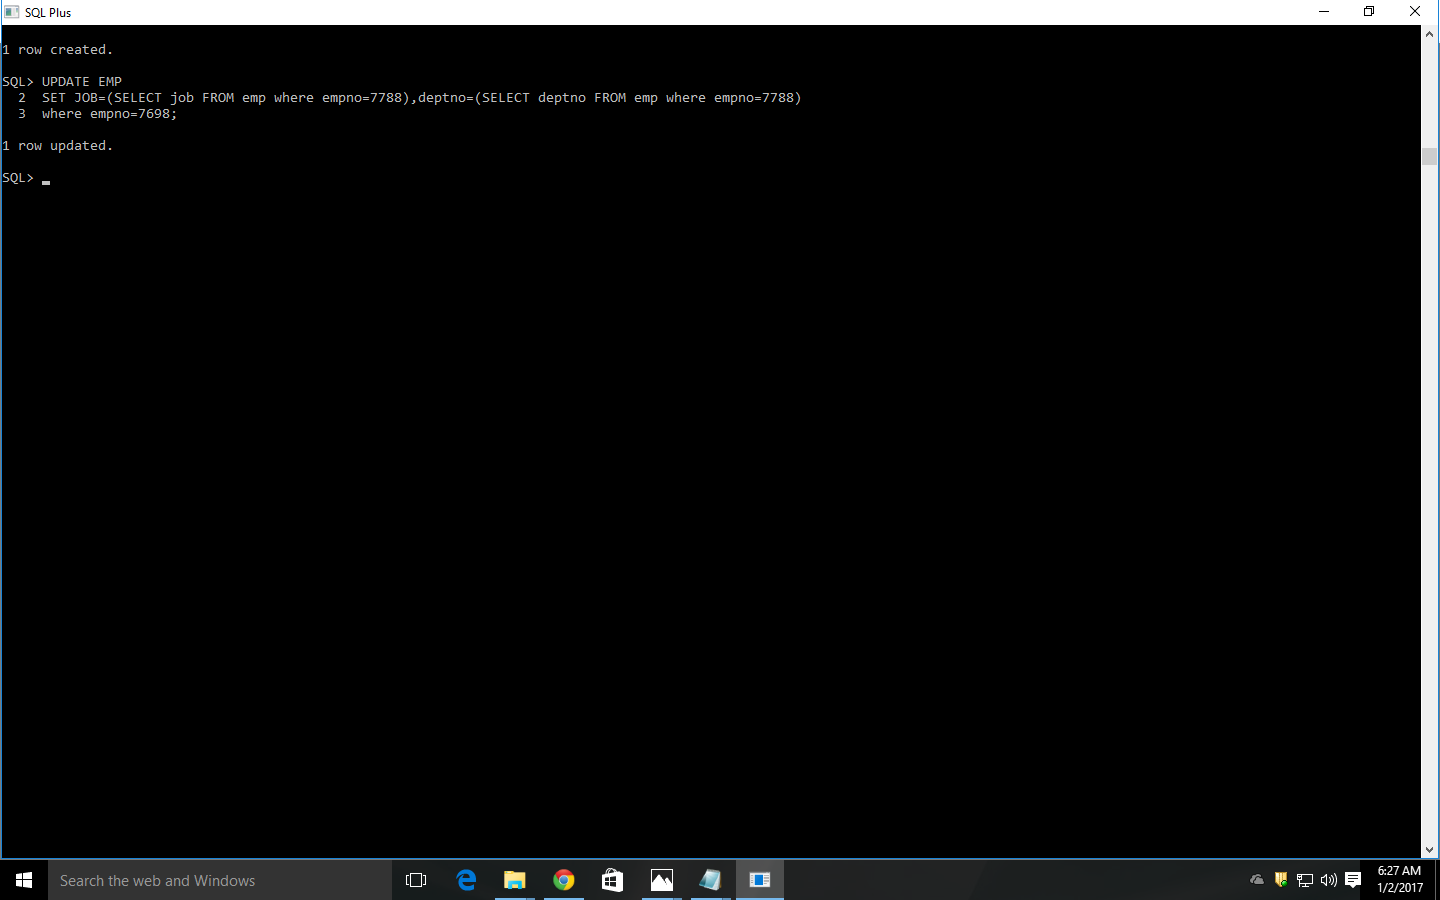 SQL Plus
1 row created.
SQL> UPDATE EMP
2 SET JOB=(SELECT job FROM emp where empno=7788),deptno=(SELECT deptno FROM emp where empno=7788)
3 where empno=7698;
1 row updated.
SQL>
Search the web and Windows
6:27 AM
1/2/2017